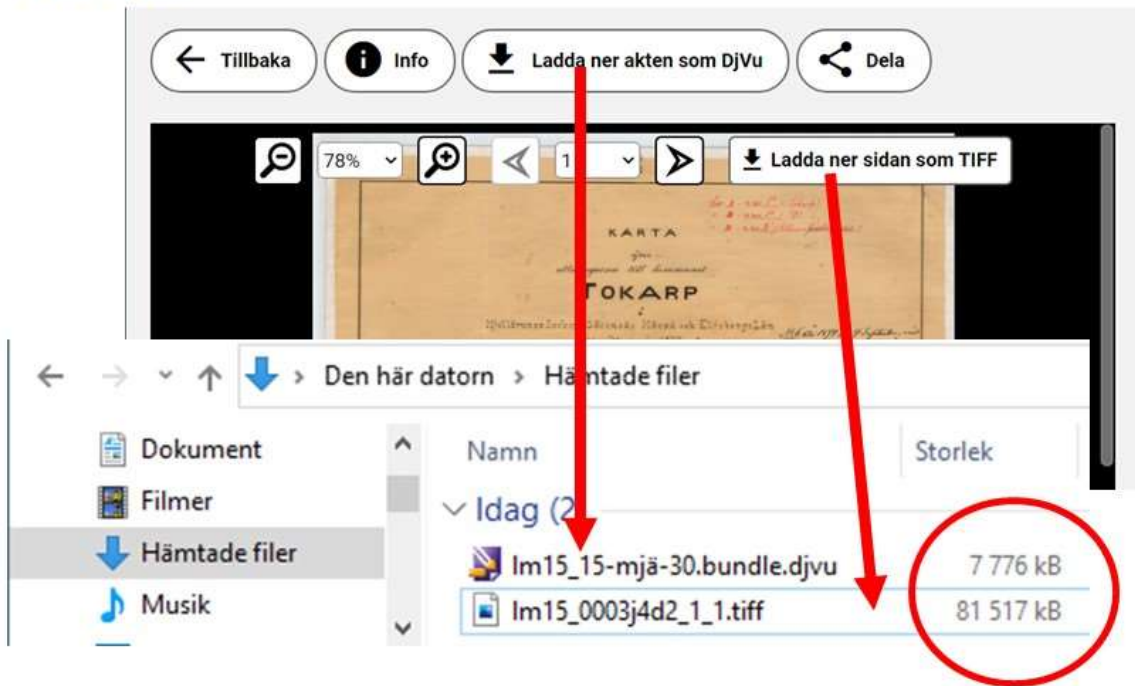 Tillbaka
Info
Ladda ner akten som DjVu
Dela
78%
1
Ladda ner sidan som TIFF
KARTA
TOKARP
i
Den här datorn > Hämtade filer
Dokument
Filmer
Hämtade filer
Musik
Namn
Storlek
Idag (2
lm15_15-mjä-30.bundle.djvu 7 776 kB
lm15_0003j4d2_1_1.tiff 81 517 kB